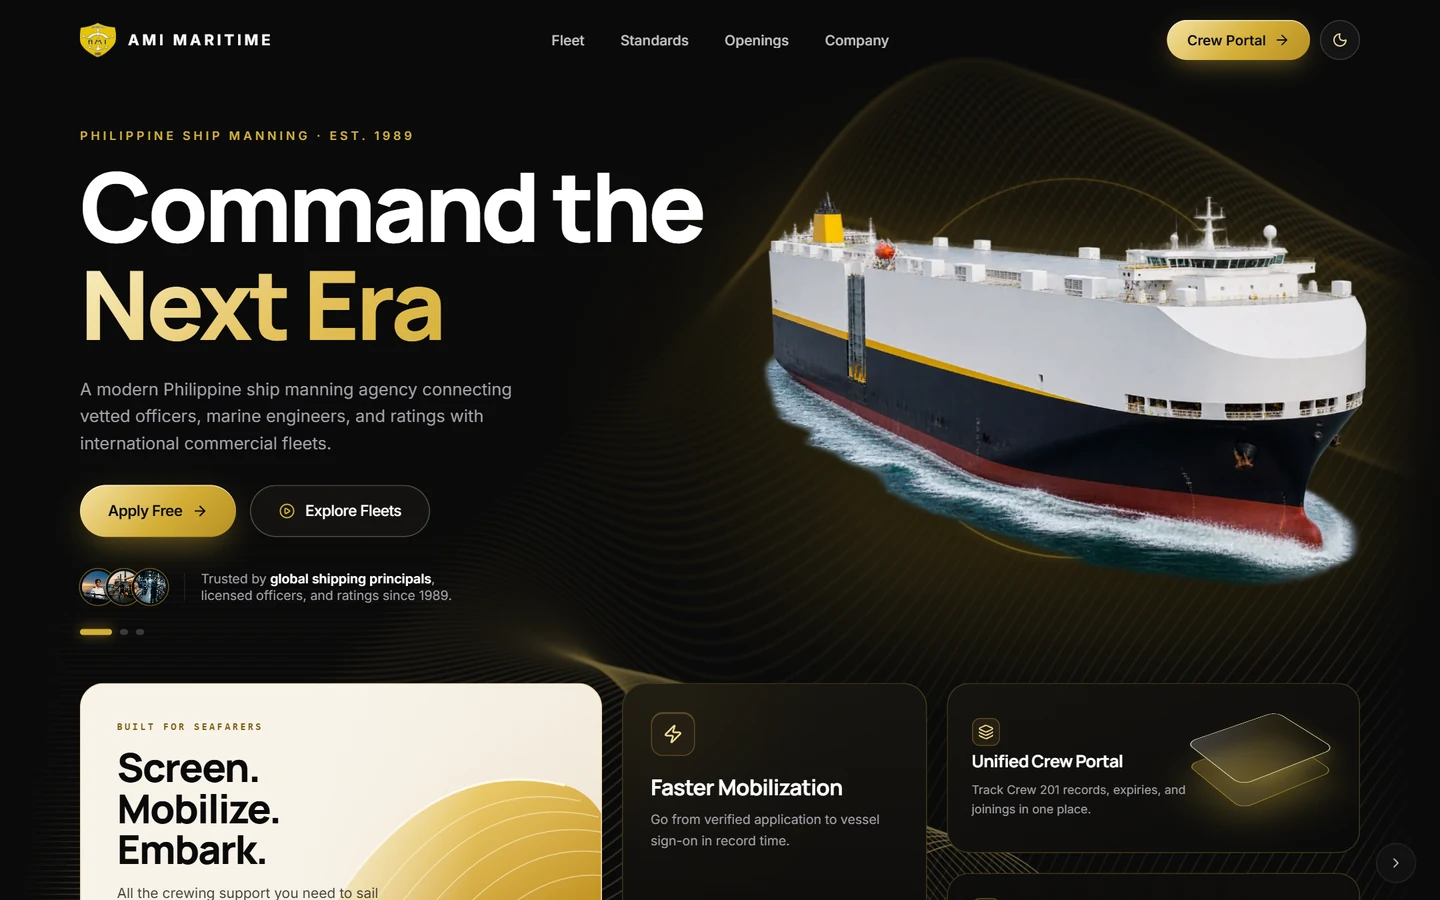 AMI
AMI MARITIME
Fleet
Standards
Openings
Company
Crew Portal
PHILIPPINE SHIP MANNING · EST. 1989
Command the
Next Era
A modern Philippine ship manning agency connecting
vetted officers, marine engineers, and ratings with
international commercial fleets.
Apply Free
Explore Fleets
Trusted by global shipping principals,
licensed officers, and ratings since 1989.
BUILT FOR SEAFARERS
Screen.
Mobilize.
Embark.
All the crewing support you need to sail
Faster Mobilization
Go from verified application to vessel
sign-on in record time.
Unified Crew Portal
Track Crew 201 records, expiries, and
joinings in one place.